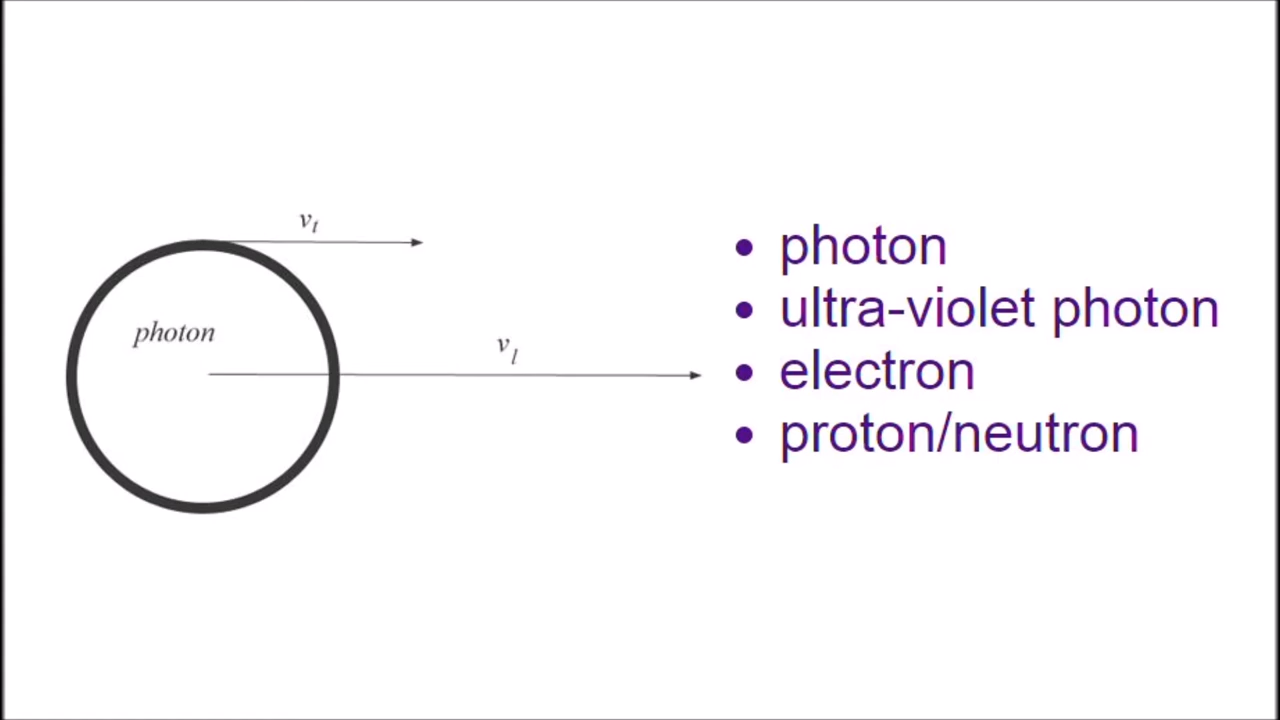 v_t
photon
v_l
• photon
• ultra-violet photon
• electron
• proton/neutron